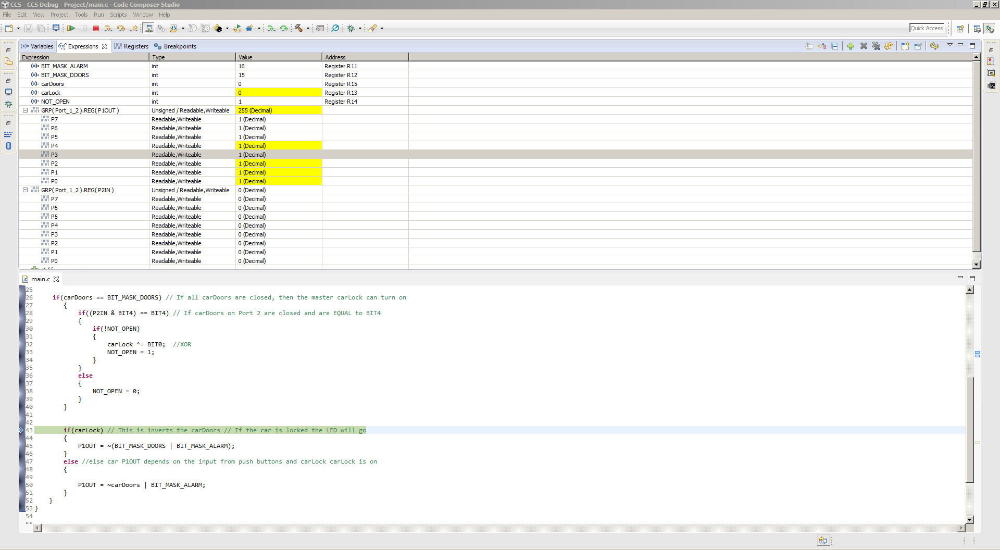 CCS - CCS Debug - Project/main.c - Code Composer Studio
File Edit View Project Tools Run Scripts Window Help
Quick Access
(x)= Variables Expressions Registers Breakpoints
Expression Type Value Address
(x)= BIT_MASK_ALARM int 16 Register R11
(x)= BIT_MASK_DOORS int 15 Register R12
(x)= carDoors int 0 Register R15
(x)= carLock int 0 Register R13
(x)= NOT_OPEN int 1 Register R14
GRP(Port_1_2).REG(P1OUT) Unsigned / Readable,Writeable 255 (Decimal)
P7 Readable,Writeable 1 (Decimal)
P6 Readable,Writeable 1 (Decimal)
P5 Readable,Writeable 1 (Decimal)
P4 Readable,Writeable 1 (Decimal)
P3 Readable,Writeable 1 (Decimal)
P2 Readable,Writeable 1 (Decimal)
P1 Readable,Writeable 1 (Decimal)
P0 Readable,Writeable 1 (Decimal)
GRP(Port_1_2).REG(P2IN) Unsigned / Readable,Writeable 0 (Decimal)
P7 Readable,Writeable 0 (Decimal)
P6 Readable,Writeable 0 (Decimal)
P5 Readable,Writeable 0 (Decimal)
P4 Readable,Writeable 0 (Decimal)
P3 Readable,Writeable 0 (Decimal)
P2 Readable,Writeable 0 (Decimal)
P1 Readable,Writeable 0 (Decimal)
P0 Readable,Writeable 0 (Decimal)
main.c
25
26 if(carDoors == BIT_MASK_DOORS) // If all carDoors are closed, then the master carLock can turn on
27 {
28 if((P2IN & BIT4) == BIT4) // If carDoors on Port 2 are closed and are EQUAL to BIT4
29 {
30 if(!NOT_OPEN)
31 {
32 carLock ^= BIT0; //XOR
33 NOT_OPEN = 1;
34 }
35 }
36 else
37 {
38 NOT_OPEN = 0;
39 }
40 }
41
42
43 if(carLock) // This is inverts the carDoors // If the car is locked the LED will go
44 {
45 P1OUT = ~(BIT_MASK_DOORS | BIT_MASK_ALARM);
46 }
47 else //else car P1OUT depends on the input from push buttons and carLock carLock is on
48 {
49
50 P1OUT = ~carDoors | BIT_MASK_ALARM;
51 }
52 }
53 }
54